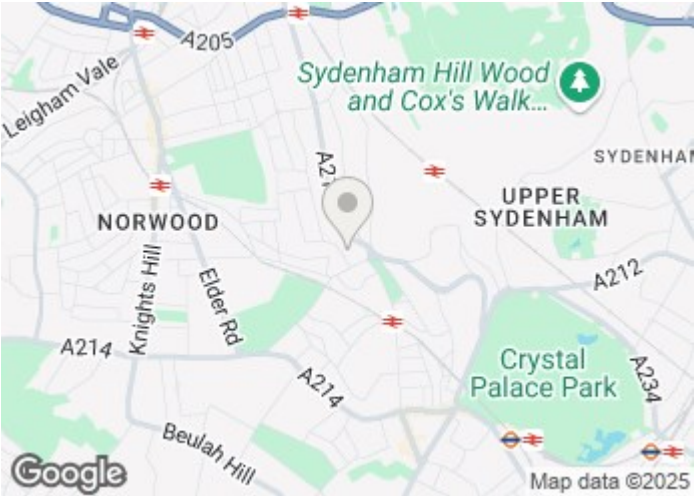 A205
Leigham Vale
Sydenham Hill Wood
and Cox's Walk...
SYDENHAM
UPPER
SYDENHAM
NORWOOD
Knights Hill
Elder Rd
A212
A214
A214
Crystal
Palace Park
A234
Beulah Hill
Google
Map data ©2025